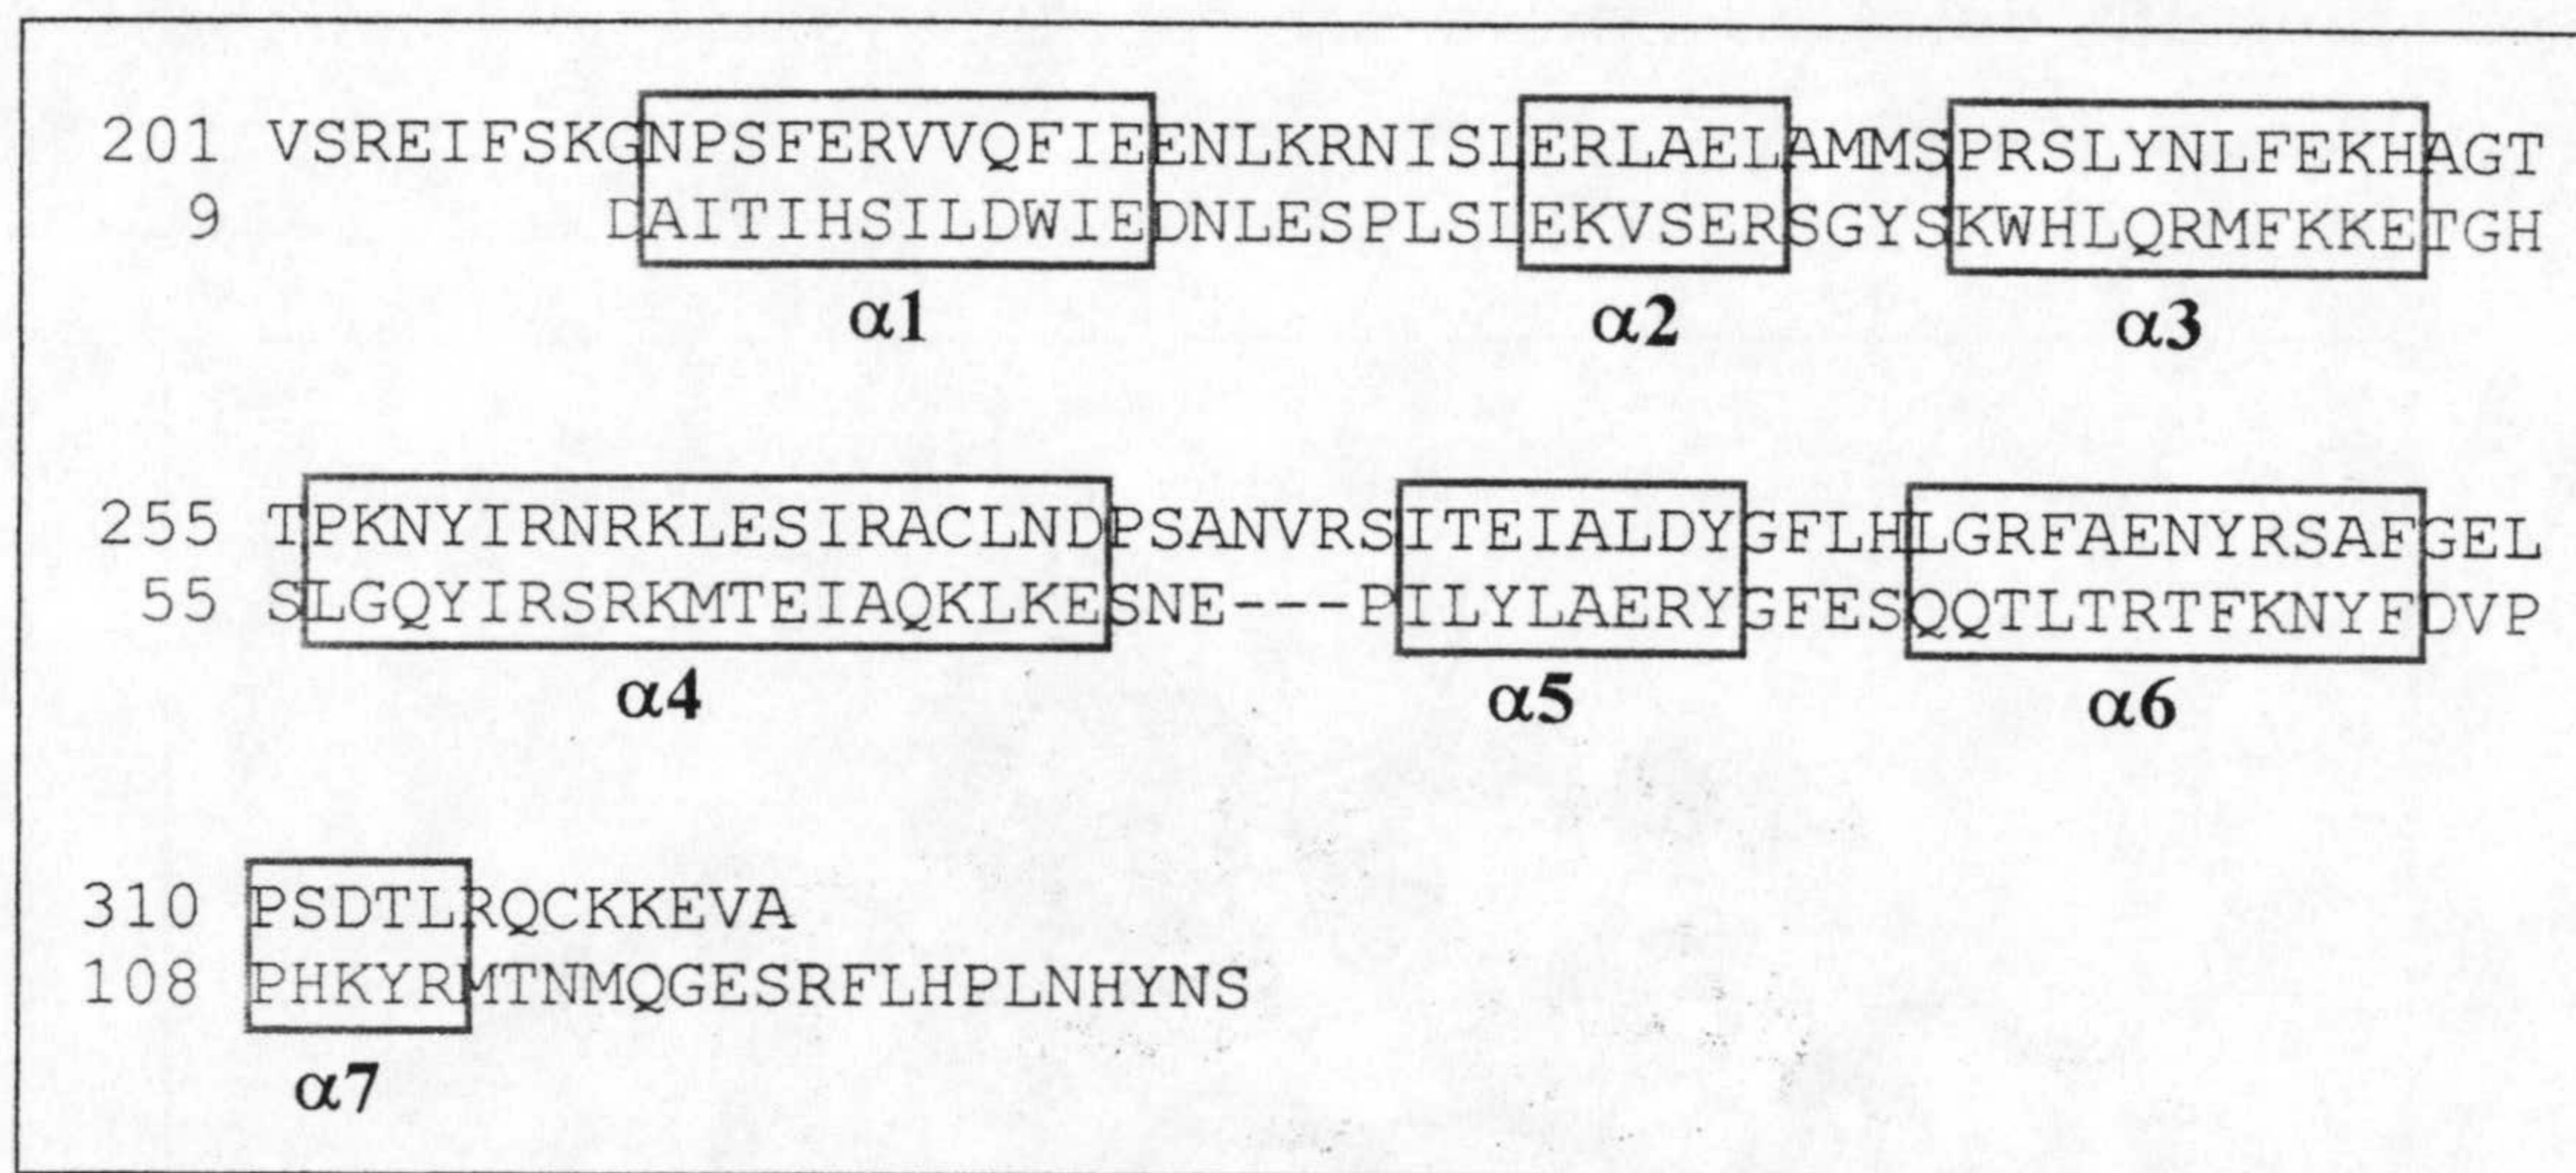 201 VSREIFSKGNPSFERVVQFIEENLKRNISLERLAELAMMSPRSLYNLFEKHAGT
9 DAITIHSILDWIEDNLESPLSLEKVSERSGYSKWHLQRMFKKETGH
α1 α2 α3
255 TPKNYIRNRKLESIRACLNDPSANVRSITEIALDYGFLHLGRFAENYRSAFGEL
55 SLGQYIRSRKMTEIAQKLKESNE---PILYLAERYGFESQQTLTRTFKNYFDVP
α4 α5 α6
310 PSDTLRQCKKEVA
108 PHKYRMTNMQGESRFLHPLNHYNS
α7